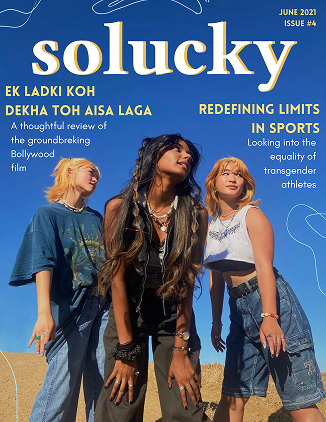 JUNE 2021
ISSUE #4
solucky
EK LADKI KOH
DEKHA TOH AISA LAGA
A thoughtful review of
the groundbreking
Bollywood
film
REDEFINING LIMITS
IN SPORTS
Looking into the
equality of
transgender
athletes